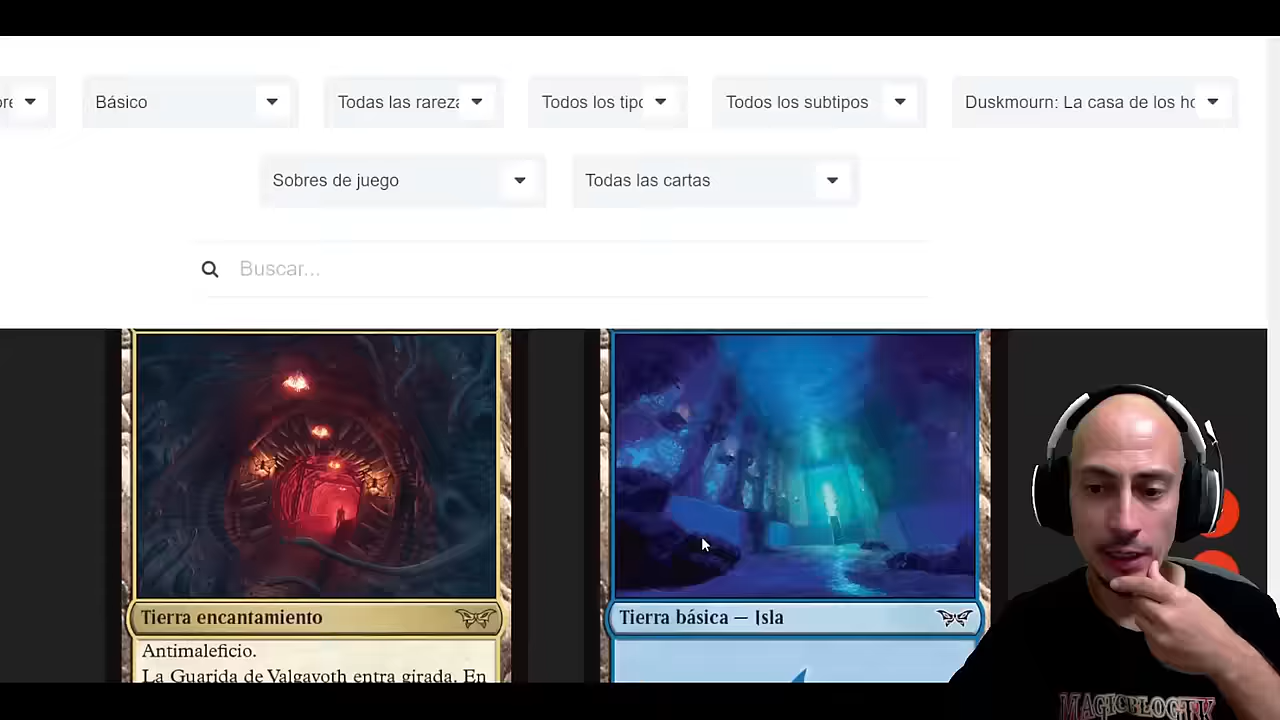 Básico
Todas las rareza
Todos los tipo
Todos los subtipos
Duskmourn: La casa de los ho
Sobres de juego
Todas las cartas
Buscar...
Tierra encantamiento
Tierra básica — Isla
Antimaleficio.
La Guarida de Valgavoth entra girada. En
MAGICBLOGTK